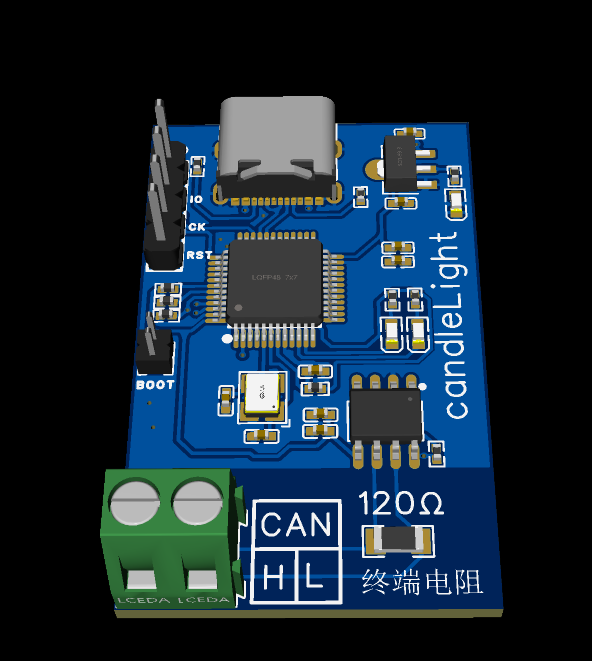 IO
CK
RST
LQFP48 7x7
candleLight
BOOT
120Ω
CAN
H L
终端电阻
LCEDA LCEDA